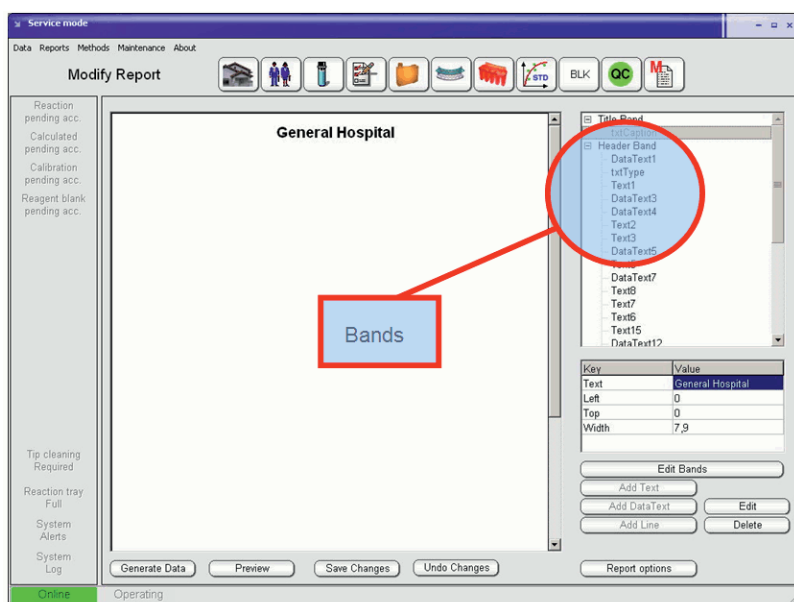 Service mode
Data Reports Methods Maintenance About
Modify Report
STD
BLK
QC
M
Reaction
pending acc.
Calculated
pending acc.
Calibration
pending acc.
Reagent blank
pending acc.
Tip cleaning
Required
Reaction tray
Full
System
Alerts
System
Log
General Hospital
Bands
Title Band
txtCaption
Header Band
DataText1
txtType
Text1
DataText3
DataText4
Text2
Text3
DataText5
DataText7
Text8
Text7
Text6
Text15
DataText12
Key Value
Text General Hospital
Left 0
Top 0
Width 7,9
Edit Bands
Add Text
Add DataText Edit
Add Line Delete
Generate Data Preview Save Changes Undo Changes Report options
Online Operating